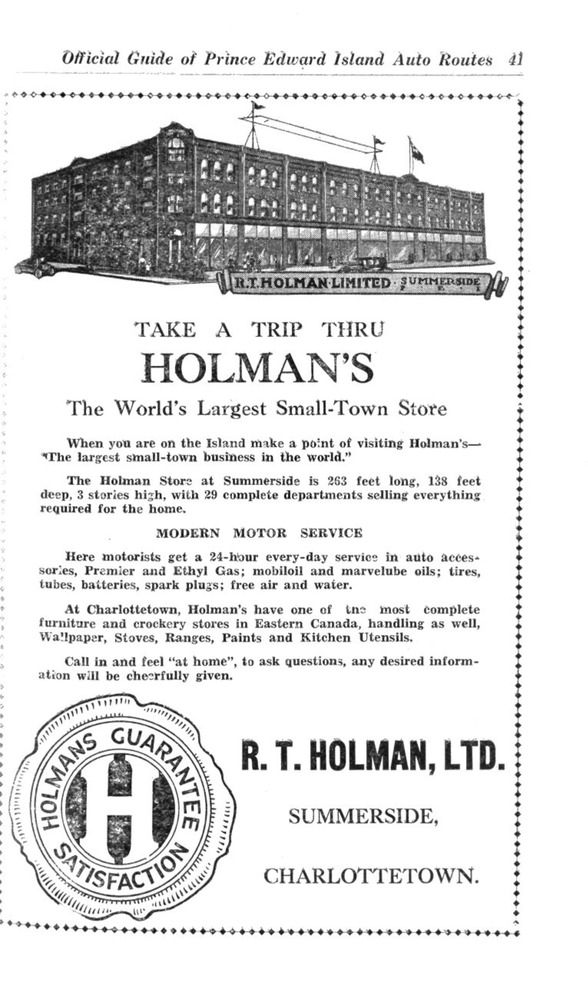 Official Guide of Prince Edward Island Auto Routes 41
R.T. HOLMAN LIMITED · SUMMERSIDE
P. E. I.
TAKE A TRIP THRU
HOLMAN'S
The World's Largest Small-Town Store
When you are on the Island make a point of visiting Holman's—
"The largest small-town business in the world."
The Holman Store at Summerside is 263 feet long, 138 feet
deep, 3 stories high, with 29 complete departments selling everything
required for the home.
MODERN MOTOR SERVICE
Here motorists get a 24-hour every-day service in auto acces-
sories, Premier and Ethyl Gas; mobiloil and marvelube oils; tires,
tubes, batteries, spark plugs; free air and water.
At Charlottetown, Holman's have one of the most complete
furniture and crockery stores in Eastern Canada, handling as well,
Wallpaper, Stoves, Ranges, Paints and Kitchen Utensils.
Call in and feel "at home", to ask questions, any desired inform-
ation will be cheerfully given.
HOLMANS GUARANTEE
H
SATISFACTION
R. T. HOLMAN, LTD.
SUMMERSIDE,
CHARLOTTETOWN.